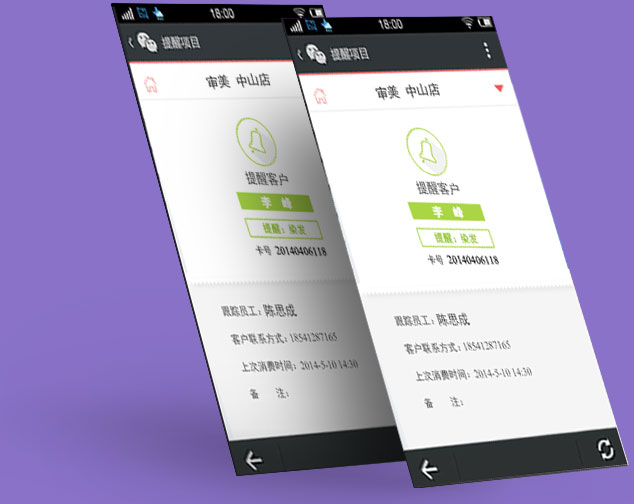 18:00
提醒项目
审美 中山店
提醒客户
李 峰
提醒：染发
卡号 20140406118
跟踪员工：陈思成
客户联系方式：18541287165
上次消费时间：2014-5-10 14:30
备 注：
18:00
提醒项目
审美 中山店
提醒客户
李 峰
提醒：染发
卡号 20140406118
跟踪员工：陈思成
客户联系方式：18541287165
上次消费时间：2014-5-10 14:30
备 注：